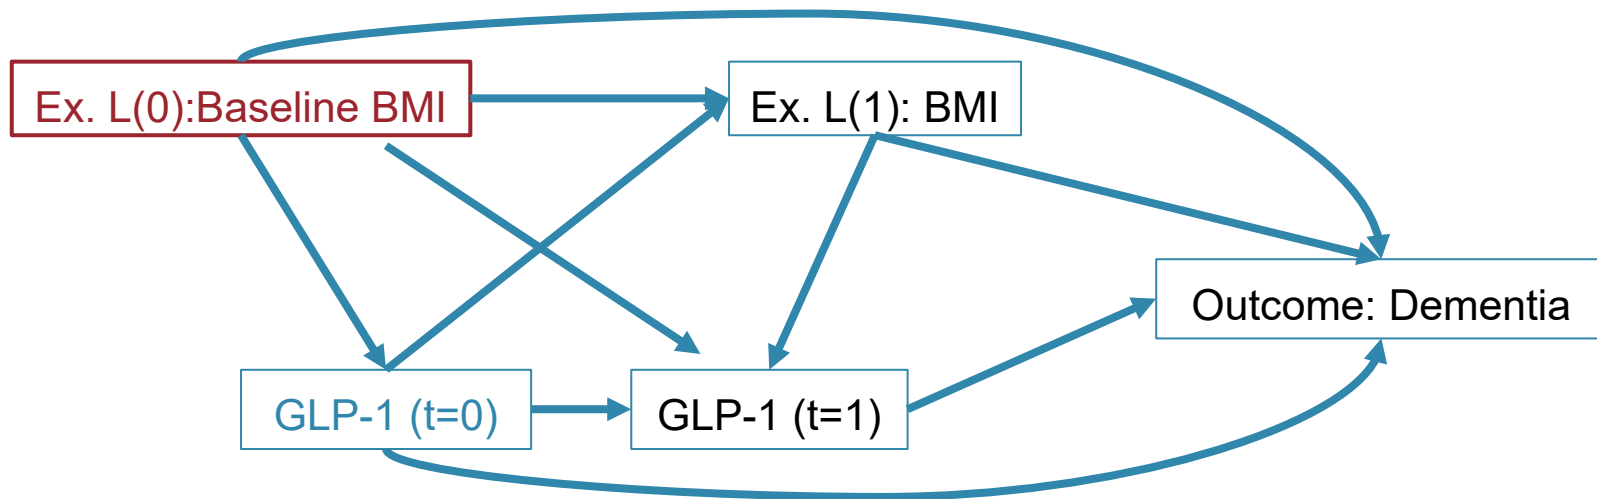 Ex. L(0):Baseline BMI
Ex. L(1): BMI
Outcome: Dementia
GLP-1 (t=0)
GLP-1 (t=1)